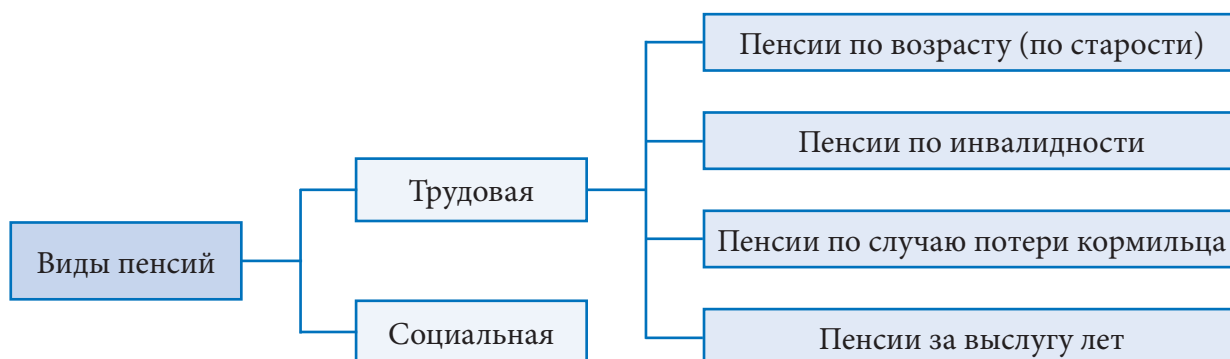 Виды пенсий
Трудовая
Социальная
Пенсии по возрасту (по старости)
Пенсии по инвалидности
Пенсии по случаю потери кормильца
Пенсии за выслугу лет